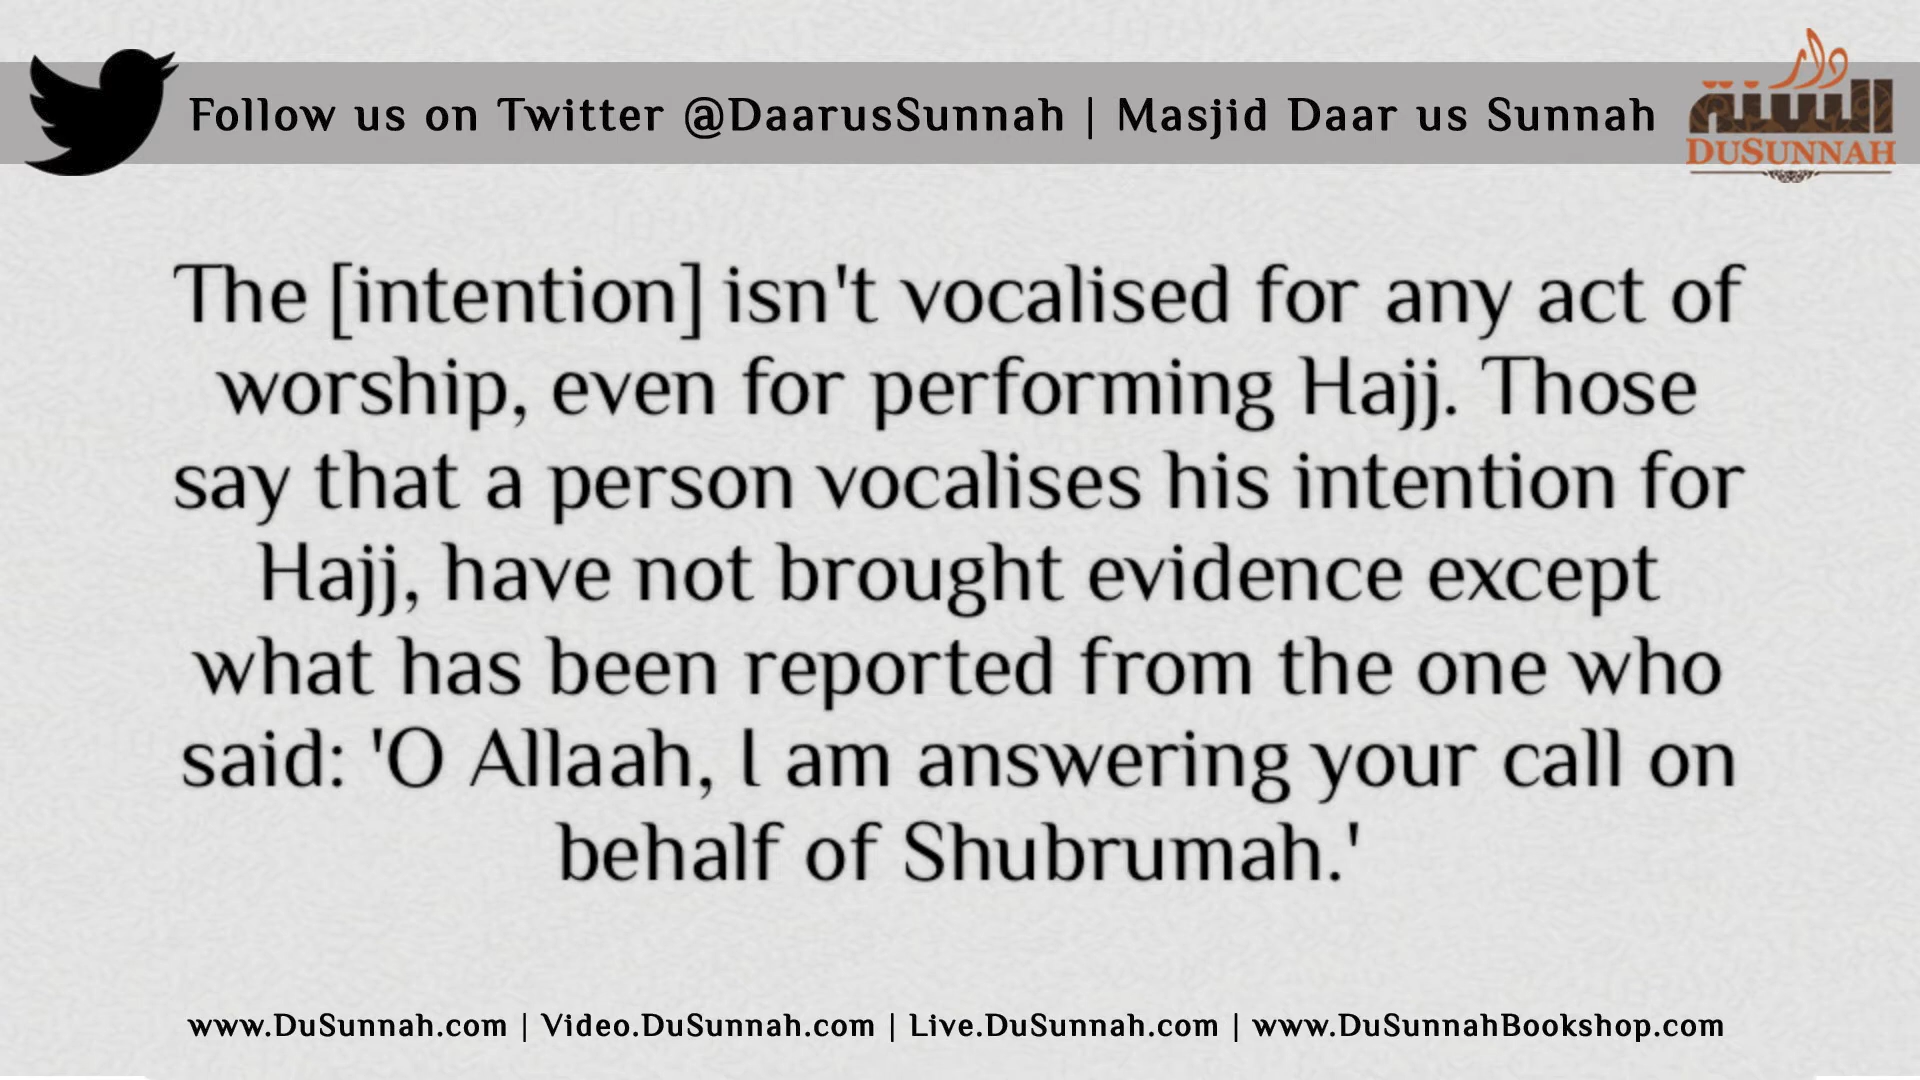 Follow us on Twitter @DaarusSunnah | Masjid Daar us Sunnah
دار
السنة
DUSUNNAH
The [intention] isn't vocalised for any act of
worship, even for performing Hajj. Those
say that a person vocalises his intention for
Hajj, have not brought evidence except
what has been reported from the one who
said: 'O Allaah, I am answering your call on
behalf of Shubrumah.'
www.DuSunnah.com | Video.DuSunnah.com | Live.DuSunnah.com | www.DuSunnahBookshop.com